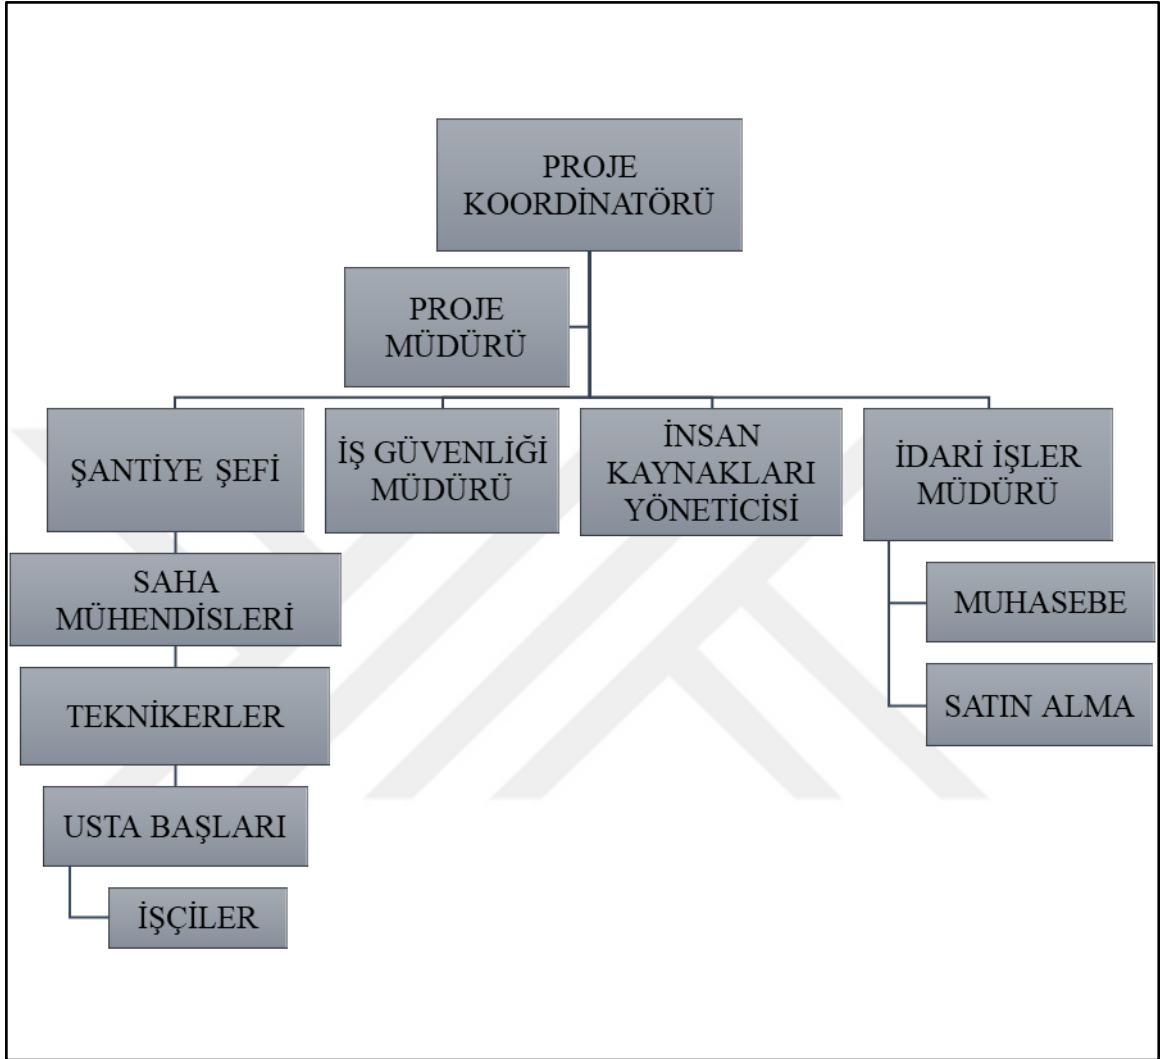 PROJE
KOORDİNATÖRÜ
PROJE
MÜDÜRÜ
ŞANTİYE ŞEFİ
İŞ GÜVENLİĞİ
MÜDÜRÜ
İNSAN
KAYNAKLARI
YÖNETİCİSİ
İDARİ İŞLER
MÜDÜRÜ
SAHA
MÜHENDİSLERİ
TEKNİKERLER
USTA BAŞLARI
İŞÇİLER
MUHASEBE
SATIN ALMA